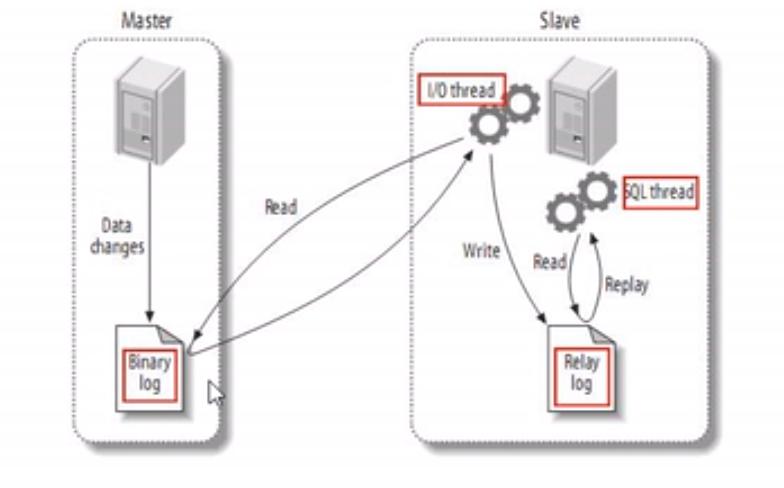 Master
Slave
I/O thread
SQL thread
Read
Data
changes
Write
Read
Replay
Binary
log
Relay
log